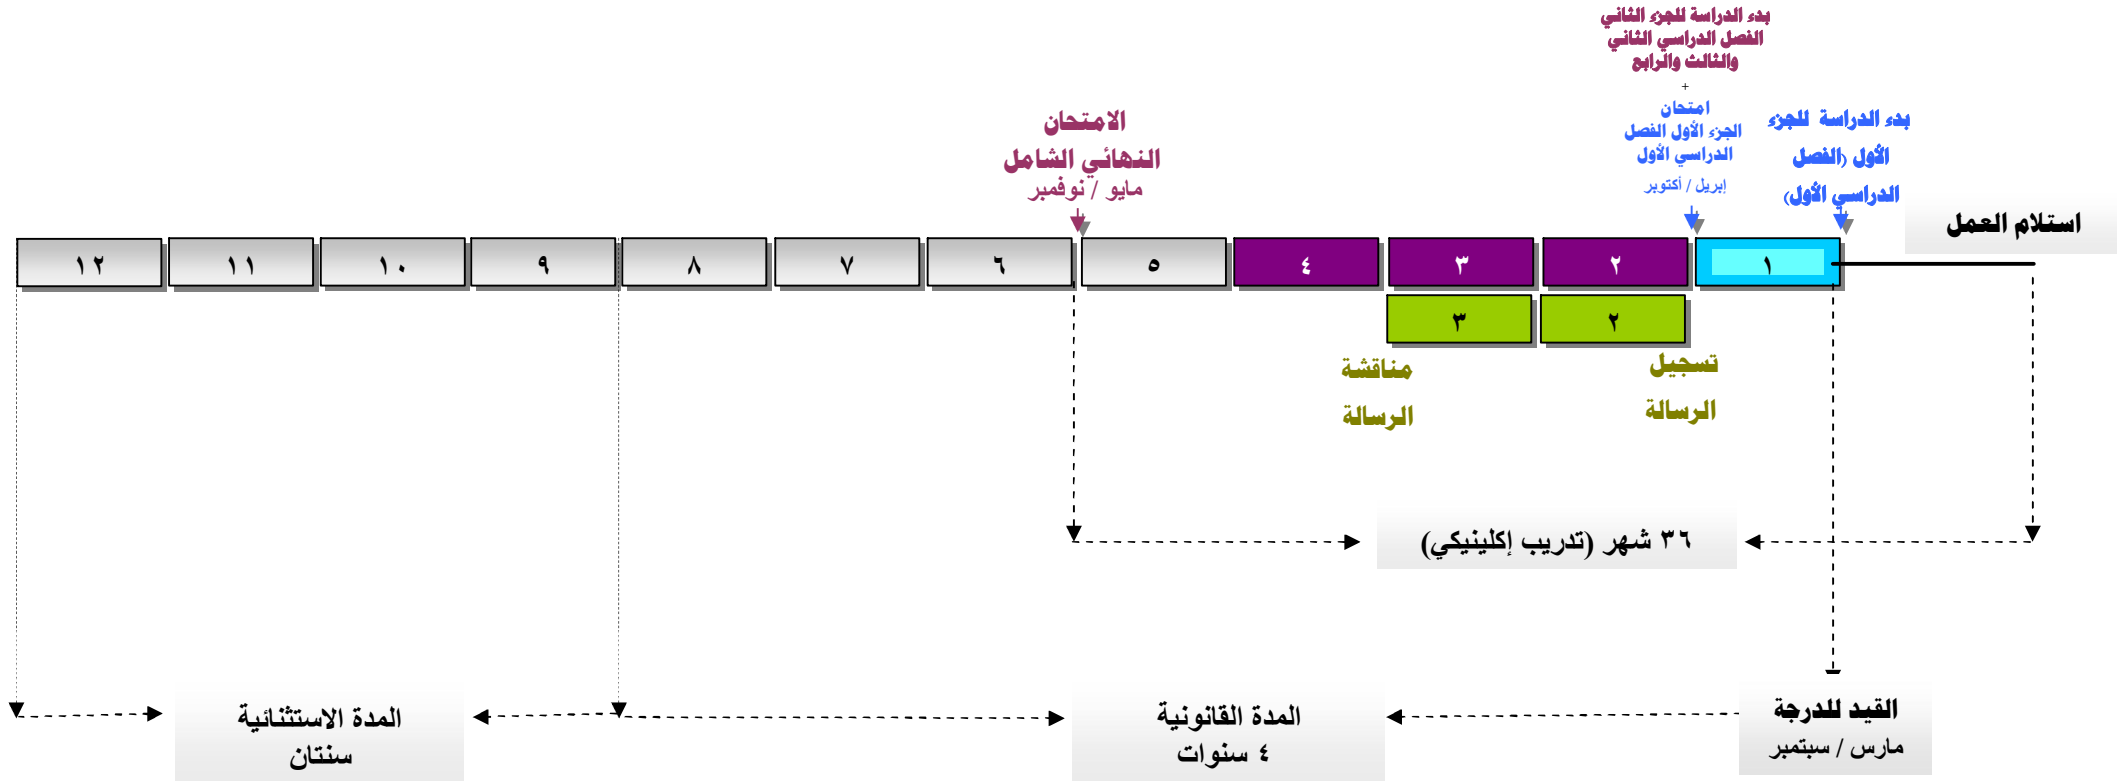 بدء الدراسة للجزء الثاني
الفصل الدراسي الثاني
والثالث والرابع
+
امتحان
الجزء الأول الفصل
الدراسي الأول
إبريل / أكتوبر
بدء الدراسة للجزء
الأول (الفصل
الدراسي الأول)
الامتحان
النهائي الشامل
مايو / نوفمبر
استلام العمل
١
٢
٣
٤
٥
٦
٧
٨
٩
١٠
١١
١٢
٢
٣
تسجيل
الرسالة
مناقشة
الرسالة
٣٦ شهر (تدريب إكلينيكي)
القيد للدرجة
مارس / سبتمبر
المدة القانونية
٤ سنوات
المدة الاستثنائية
سنتان